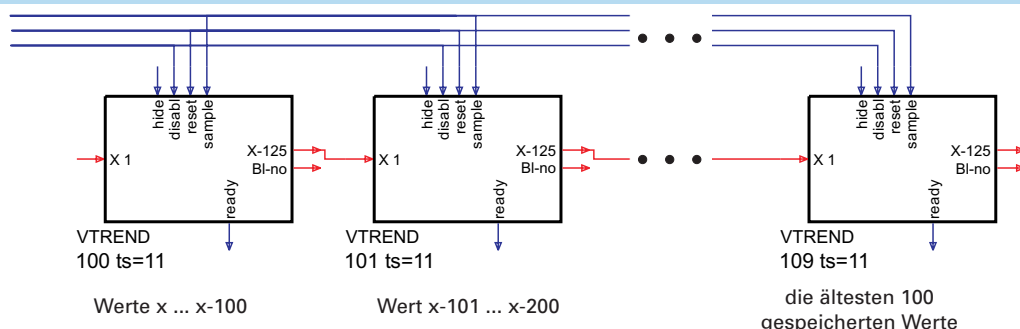 hide
disabl
reset
sample
X 1
X-125
Bl-no
ready
VTREND
100 ts=11
Werte x ... x-100
hide
disabl
reset
sample
X 1
X-125
Bl-no
ready
VTREND
101 ts=11
Wert x-101 ... x-200
hide
disabl
reset
sample
X 1
X-125
Bl-no
ready
VTREND
109 ts=11
die ältesten 100
gespeicherten Werte